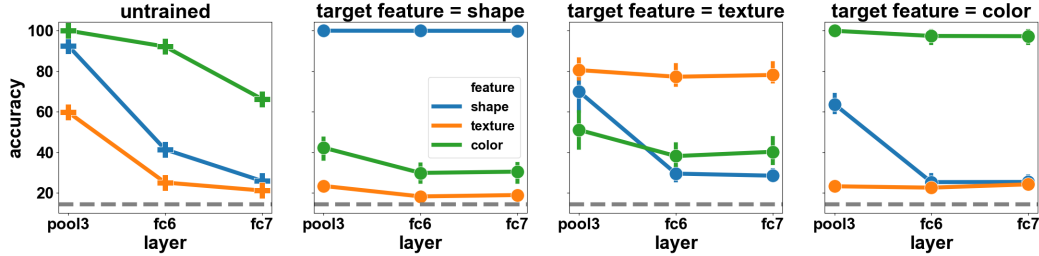 untrained
target feature = shape
target feature = texture
target feature = color
accuracy
100
80
60
40
20
feature
shape
texture
color
pool3 fc6 fc7
pool3 fc6 fc7
pool3 fc6 fc7
pool3 fc6 fc7
layer
layer
layer
layer